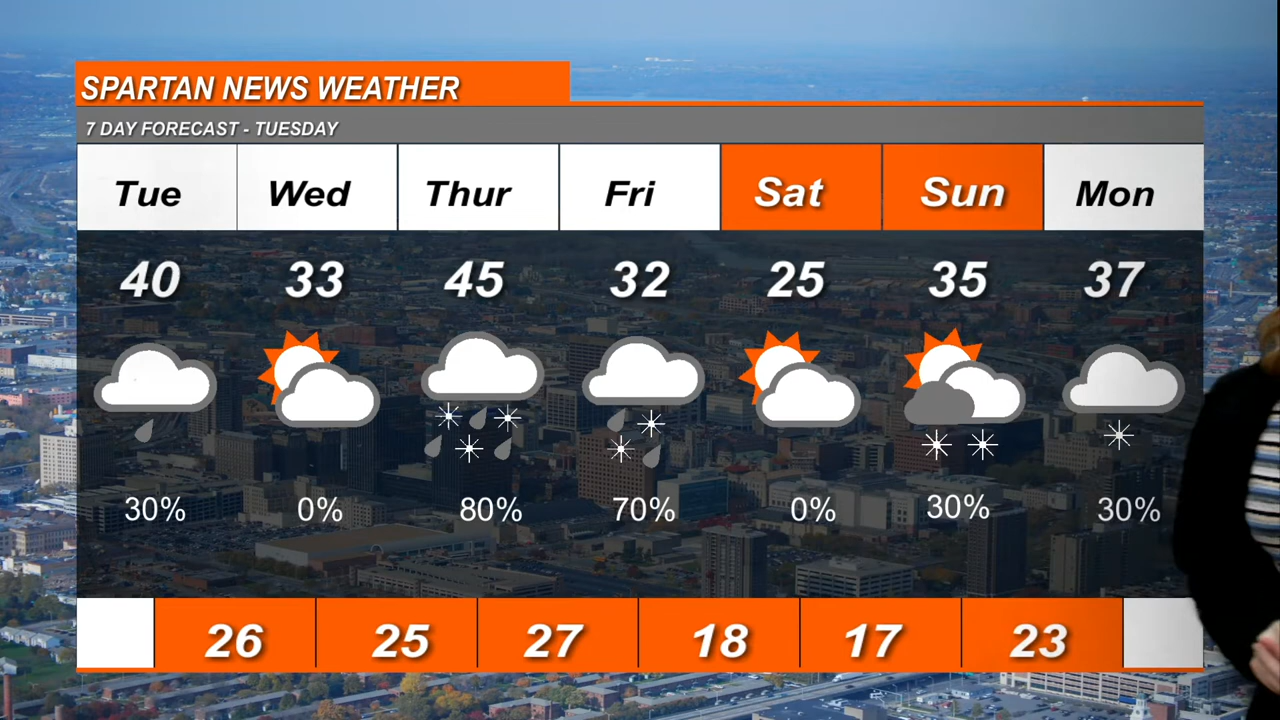 SPARTAN NEWS WEATHER
7 DAY FORECAST - TUESDAY
Tue Wed Thur Fri Sat Sun Mon
40 33 45 32 25 35 37
30% 0% 80% 70% 0% 30% 30%
26 25 27 18 17 23